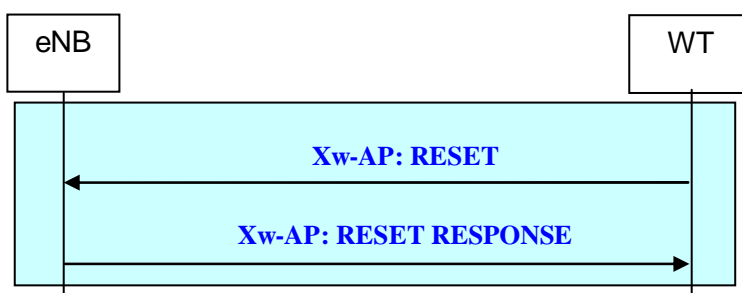 eNB
WT
Xw-AP: RESET
Xw-AP: RESET RESPONSE